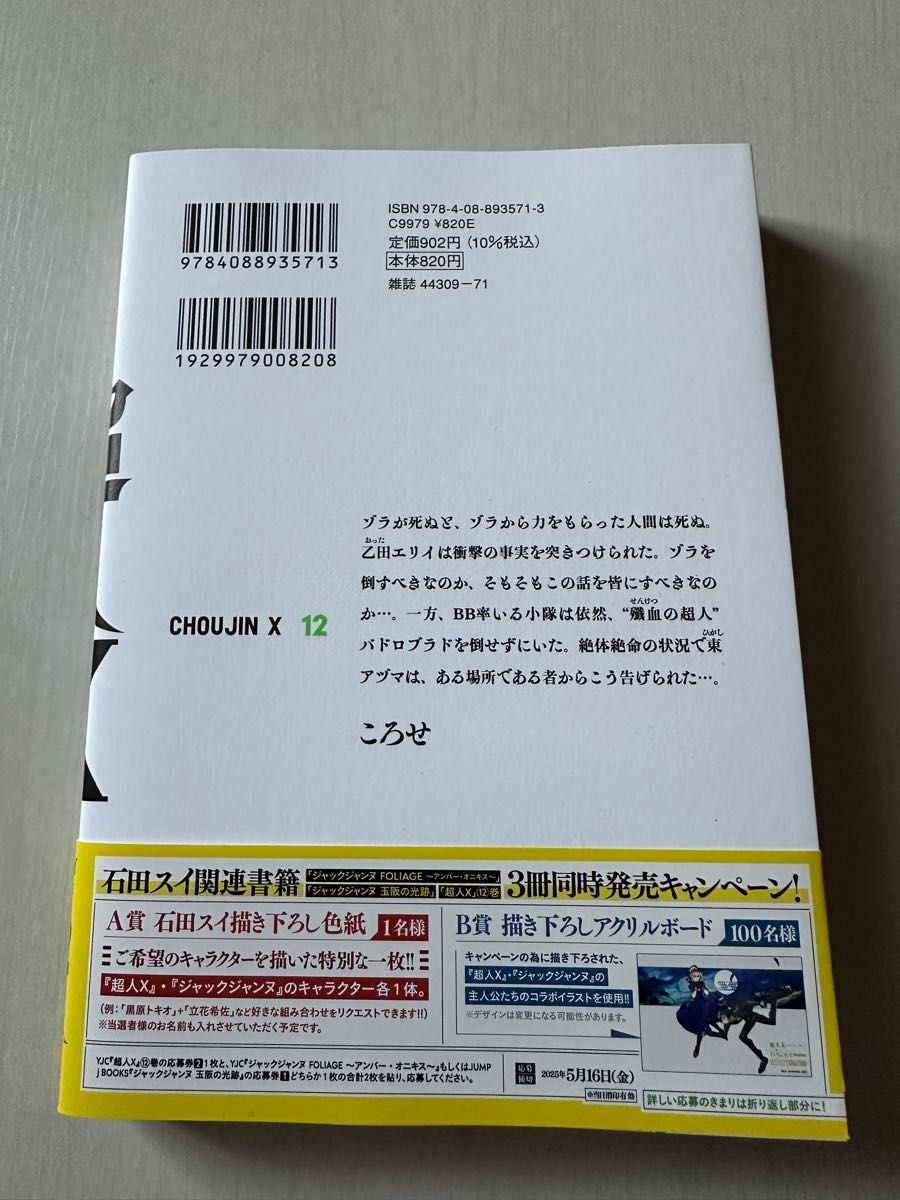 ISBN 978-4-08-893571-3
C9979 ¥820E
定価902円（10％税込）
本体820円
雑誌 44309−71
9784088935713
1929979008208
ゾラが死ぬと、ゾラから力をもらった人間は死ぬ。
おった
乙田エリイは衝撃の事実を突きつけられた。ゾラを
倒すべきなのか、そもそもこの話を皆にすべきなの
せんけつ
か…。一方、BB率いる小隊は依然、“殲血の超人”
ひがし
バドロブラドを倒せずにいた。絶体絶命の状況で東
アヅマは、ある場所である者からこう告げられた…。
ころせ
CHOUJIN X 12
石田スイ関連書籍
「ジャックジャンヌ FOLIAGE 〜アンバー・オニキス〜」
「ジャックジャンヌ 玉阪の光跡」「超人X」⑫巻
3冊同時発売キャンペーン！
A賞 石田スイ描き下ろし色紙 1名様
ご希望のキャラクターを描いた特別な一枚!!
『超人X』・『ジャックジャンヌ』のキャラクター各1体。
（例：「黒原トキオ」＋「立花希佐」など好きな組み合わせをリクエストできます!!）
※当選者様のお名前も入れさせていただく予定です。
B賞 描き下ろしアクリルボード 100名様
キャンペーンの為に描き下ろされた、
『超人X』・『ジャックジャンヌ』の
主人公たちのコラボイラストを使用!!
※デザインは変更になる可能性があります。
YJC『超人X』⑫巻の応募券2 1枚と、YJC『ジャックジャンヌ FOLIAGE 〜アンバー・オニキス〜』もしくはJUMP
j BOOKS『ジャックジャンヌ 玉阪の光跡』の応募券1どちらか1枚の合計2枚を貼り、応募してください。
応募締切 2025年5月16日(金)
※当日消印有効
詳しい応募のきまりは折り返し部分に！